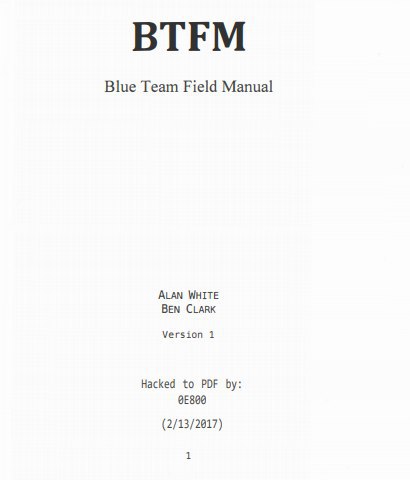 BTFM
Blue Team Field Manual
ALAN WHITE
BEN CLARK
Version 1
Hacked to PDF by:
0E800
(2/13/2017)
1